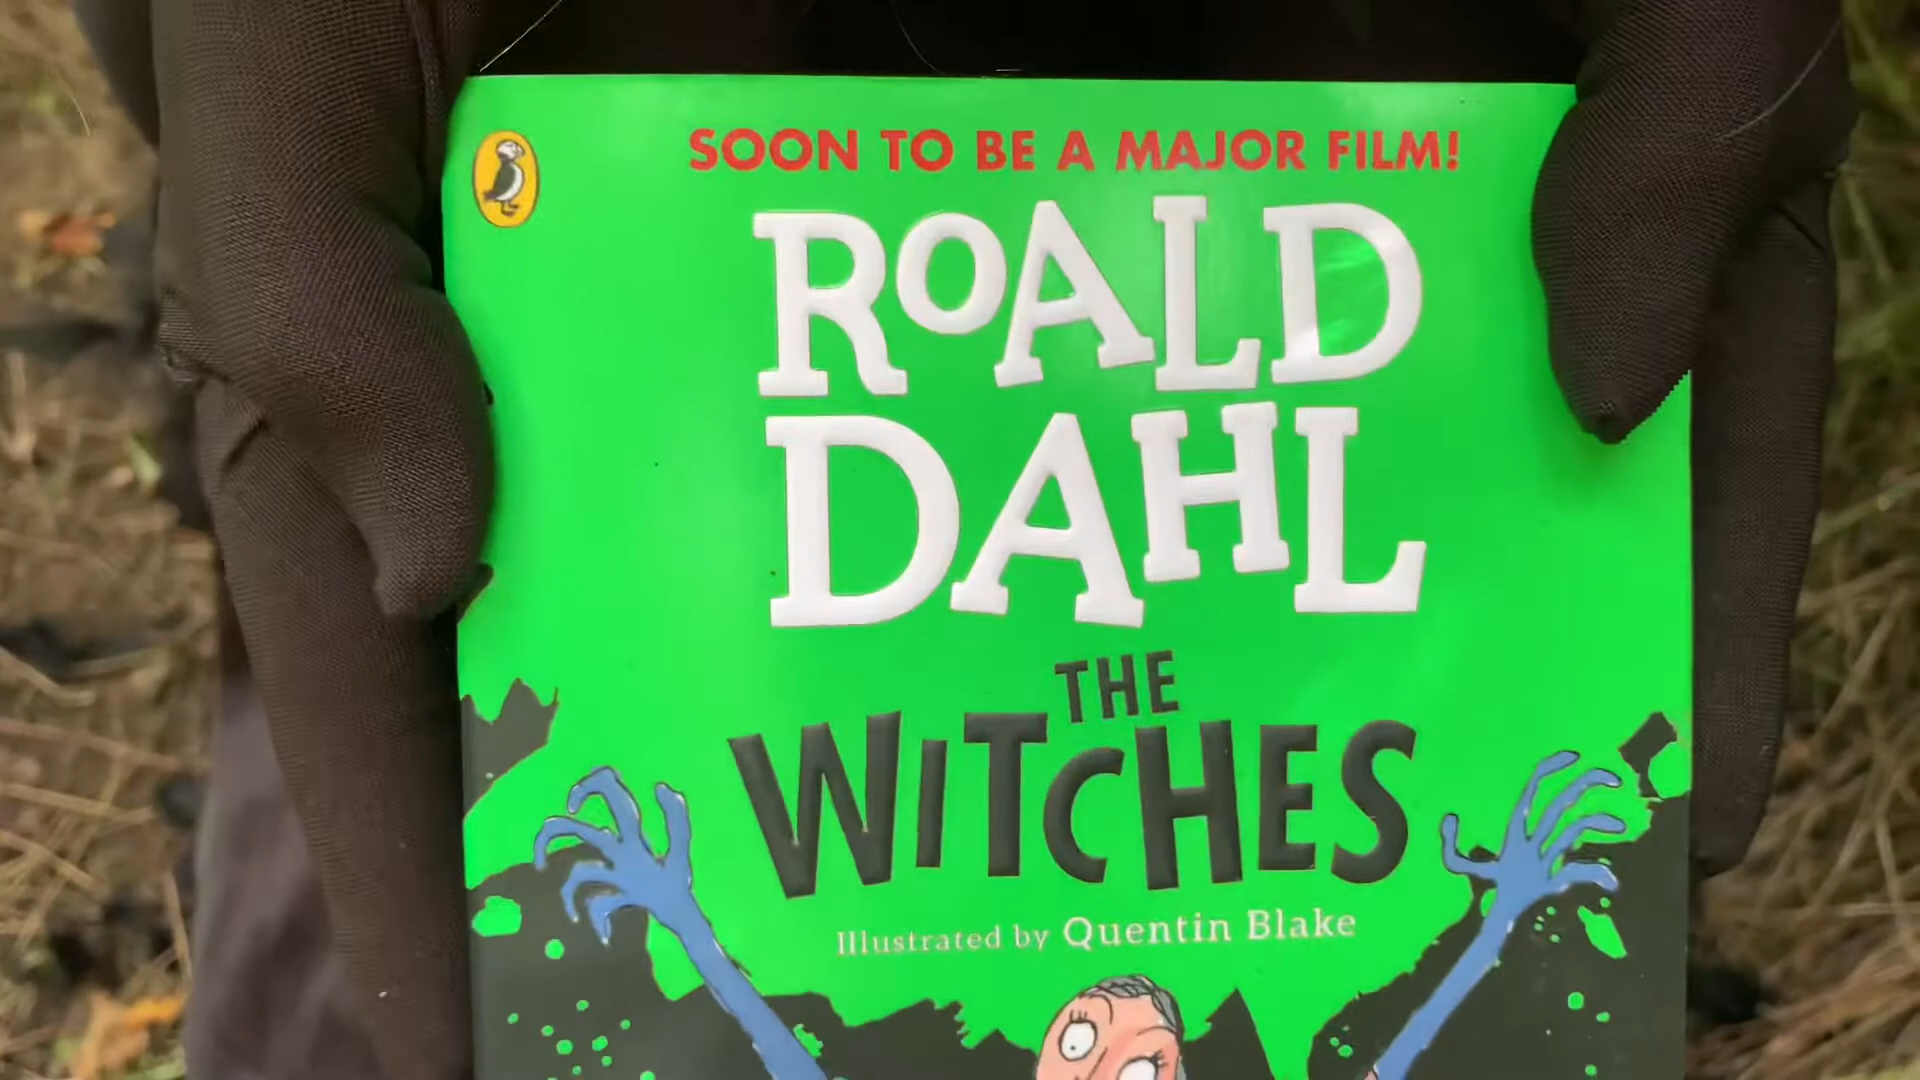 SOON TO BE A MAJOR FILM!
ROALD
DAHL
THE
WITCHES
Illustrated by Quentin Blake